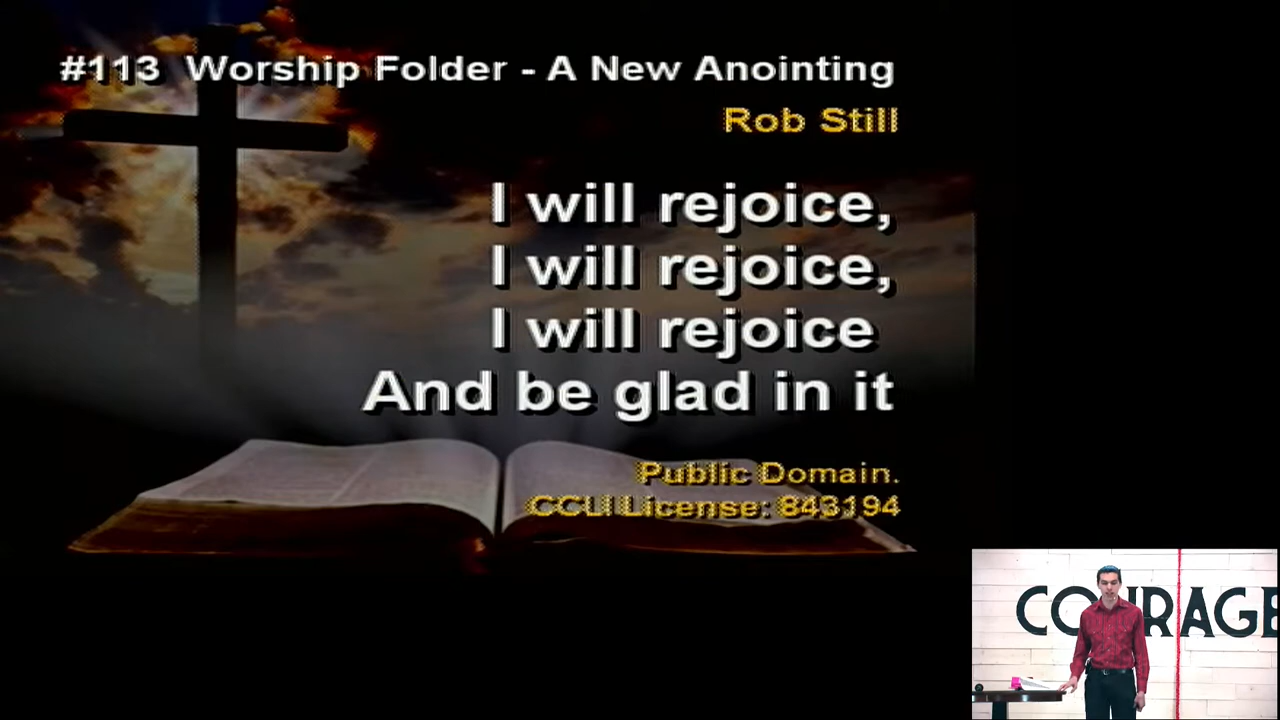 #113 Worship Folder - A New Anointing
Rob Still
I will rejoice,
I will rejoice,
I will rejoice
And be glad in it
Public Domain.
CCLI License: 843194
COURAGE